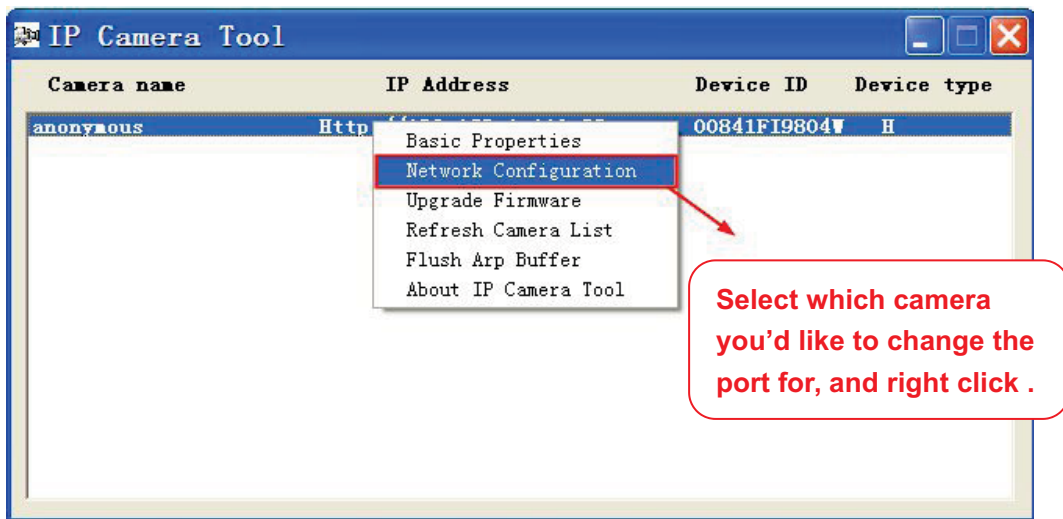 IP Camera Tool
Camera name IP Address Device ID Device type
anonymous Http 00841FI9804W H
Basic Properties
Network Configuration
Upgrade Firmware
Refresh Camera List
Flush Arp Buffer
About IP Camera Tool
Select which camera
you’d like to change the
port for, and right click .